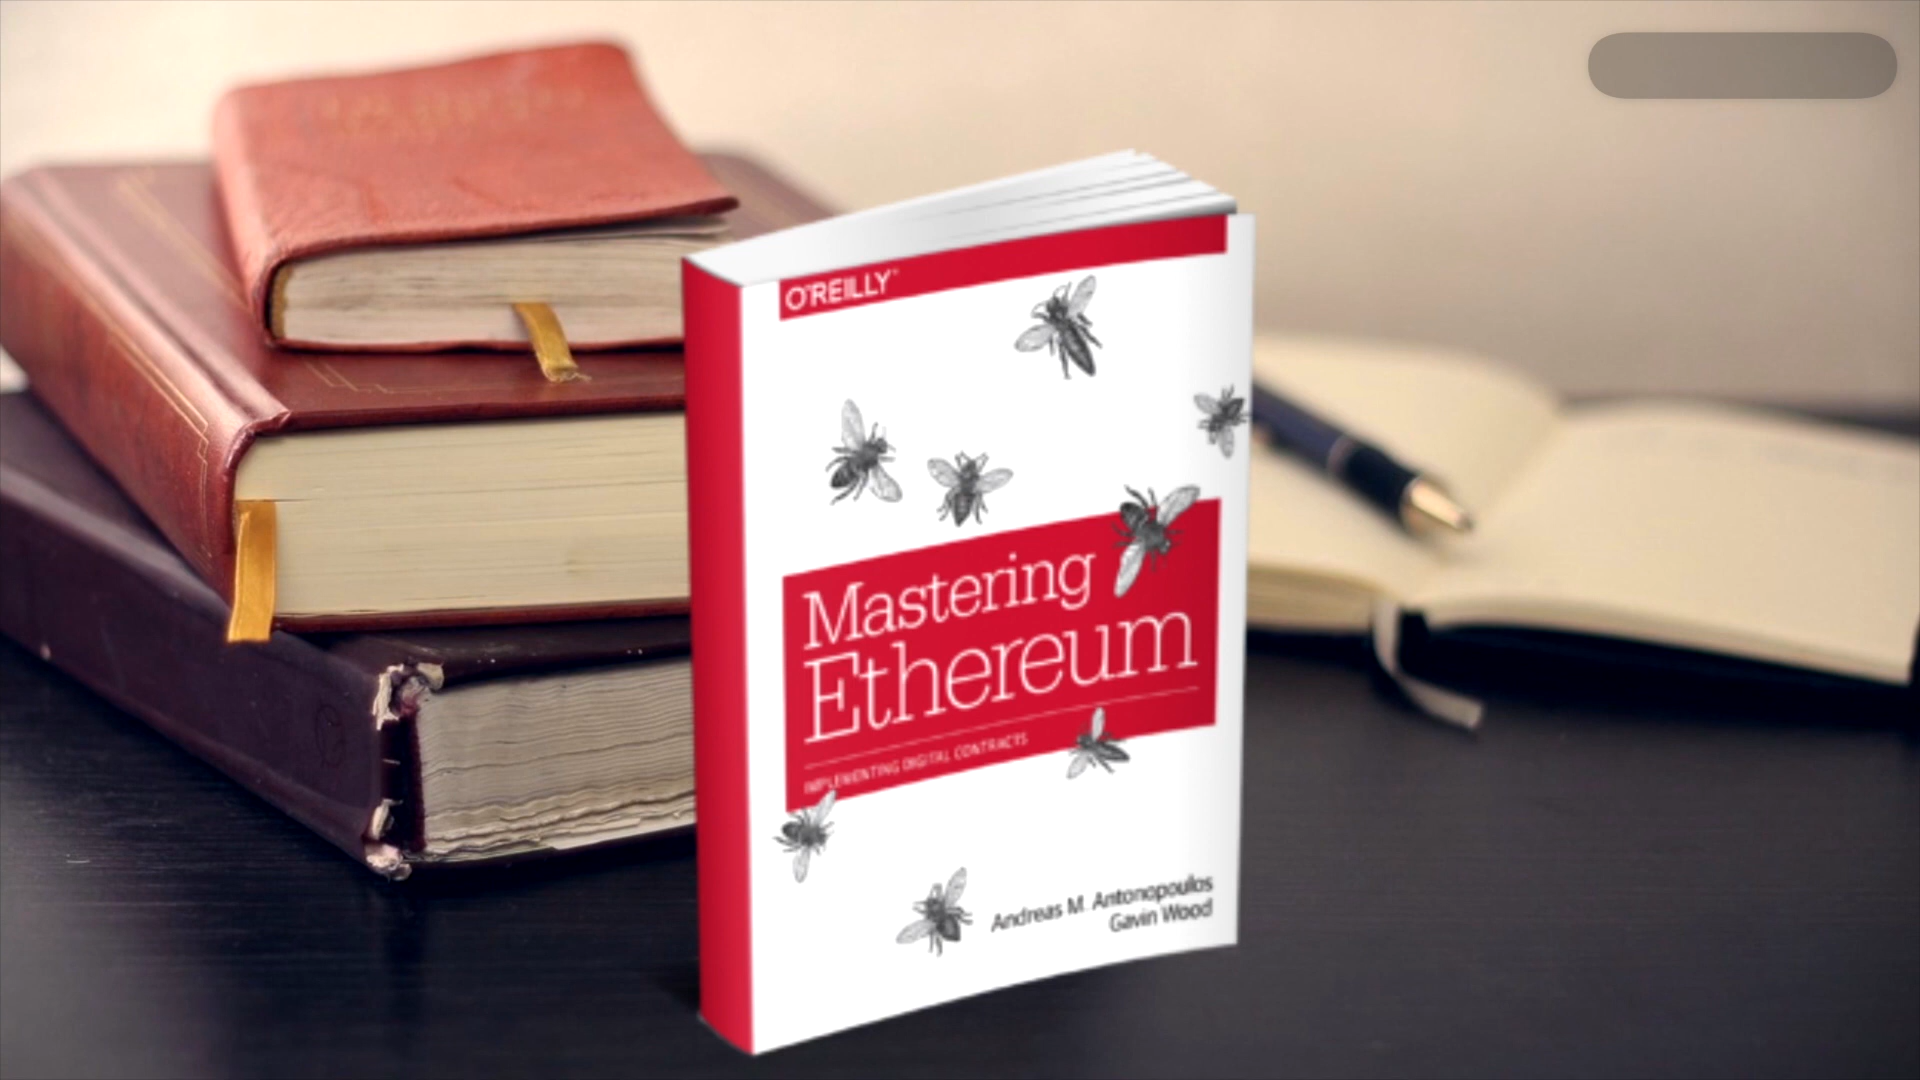 O'REILLY®
Mastering
Ethereum
IMPLEMENTING DIGITAL CONTRACTS
Andreas M. Antonopoulos
Gavin Wood